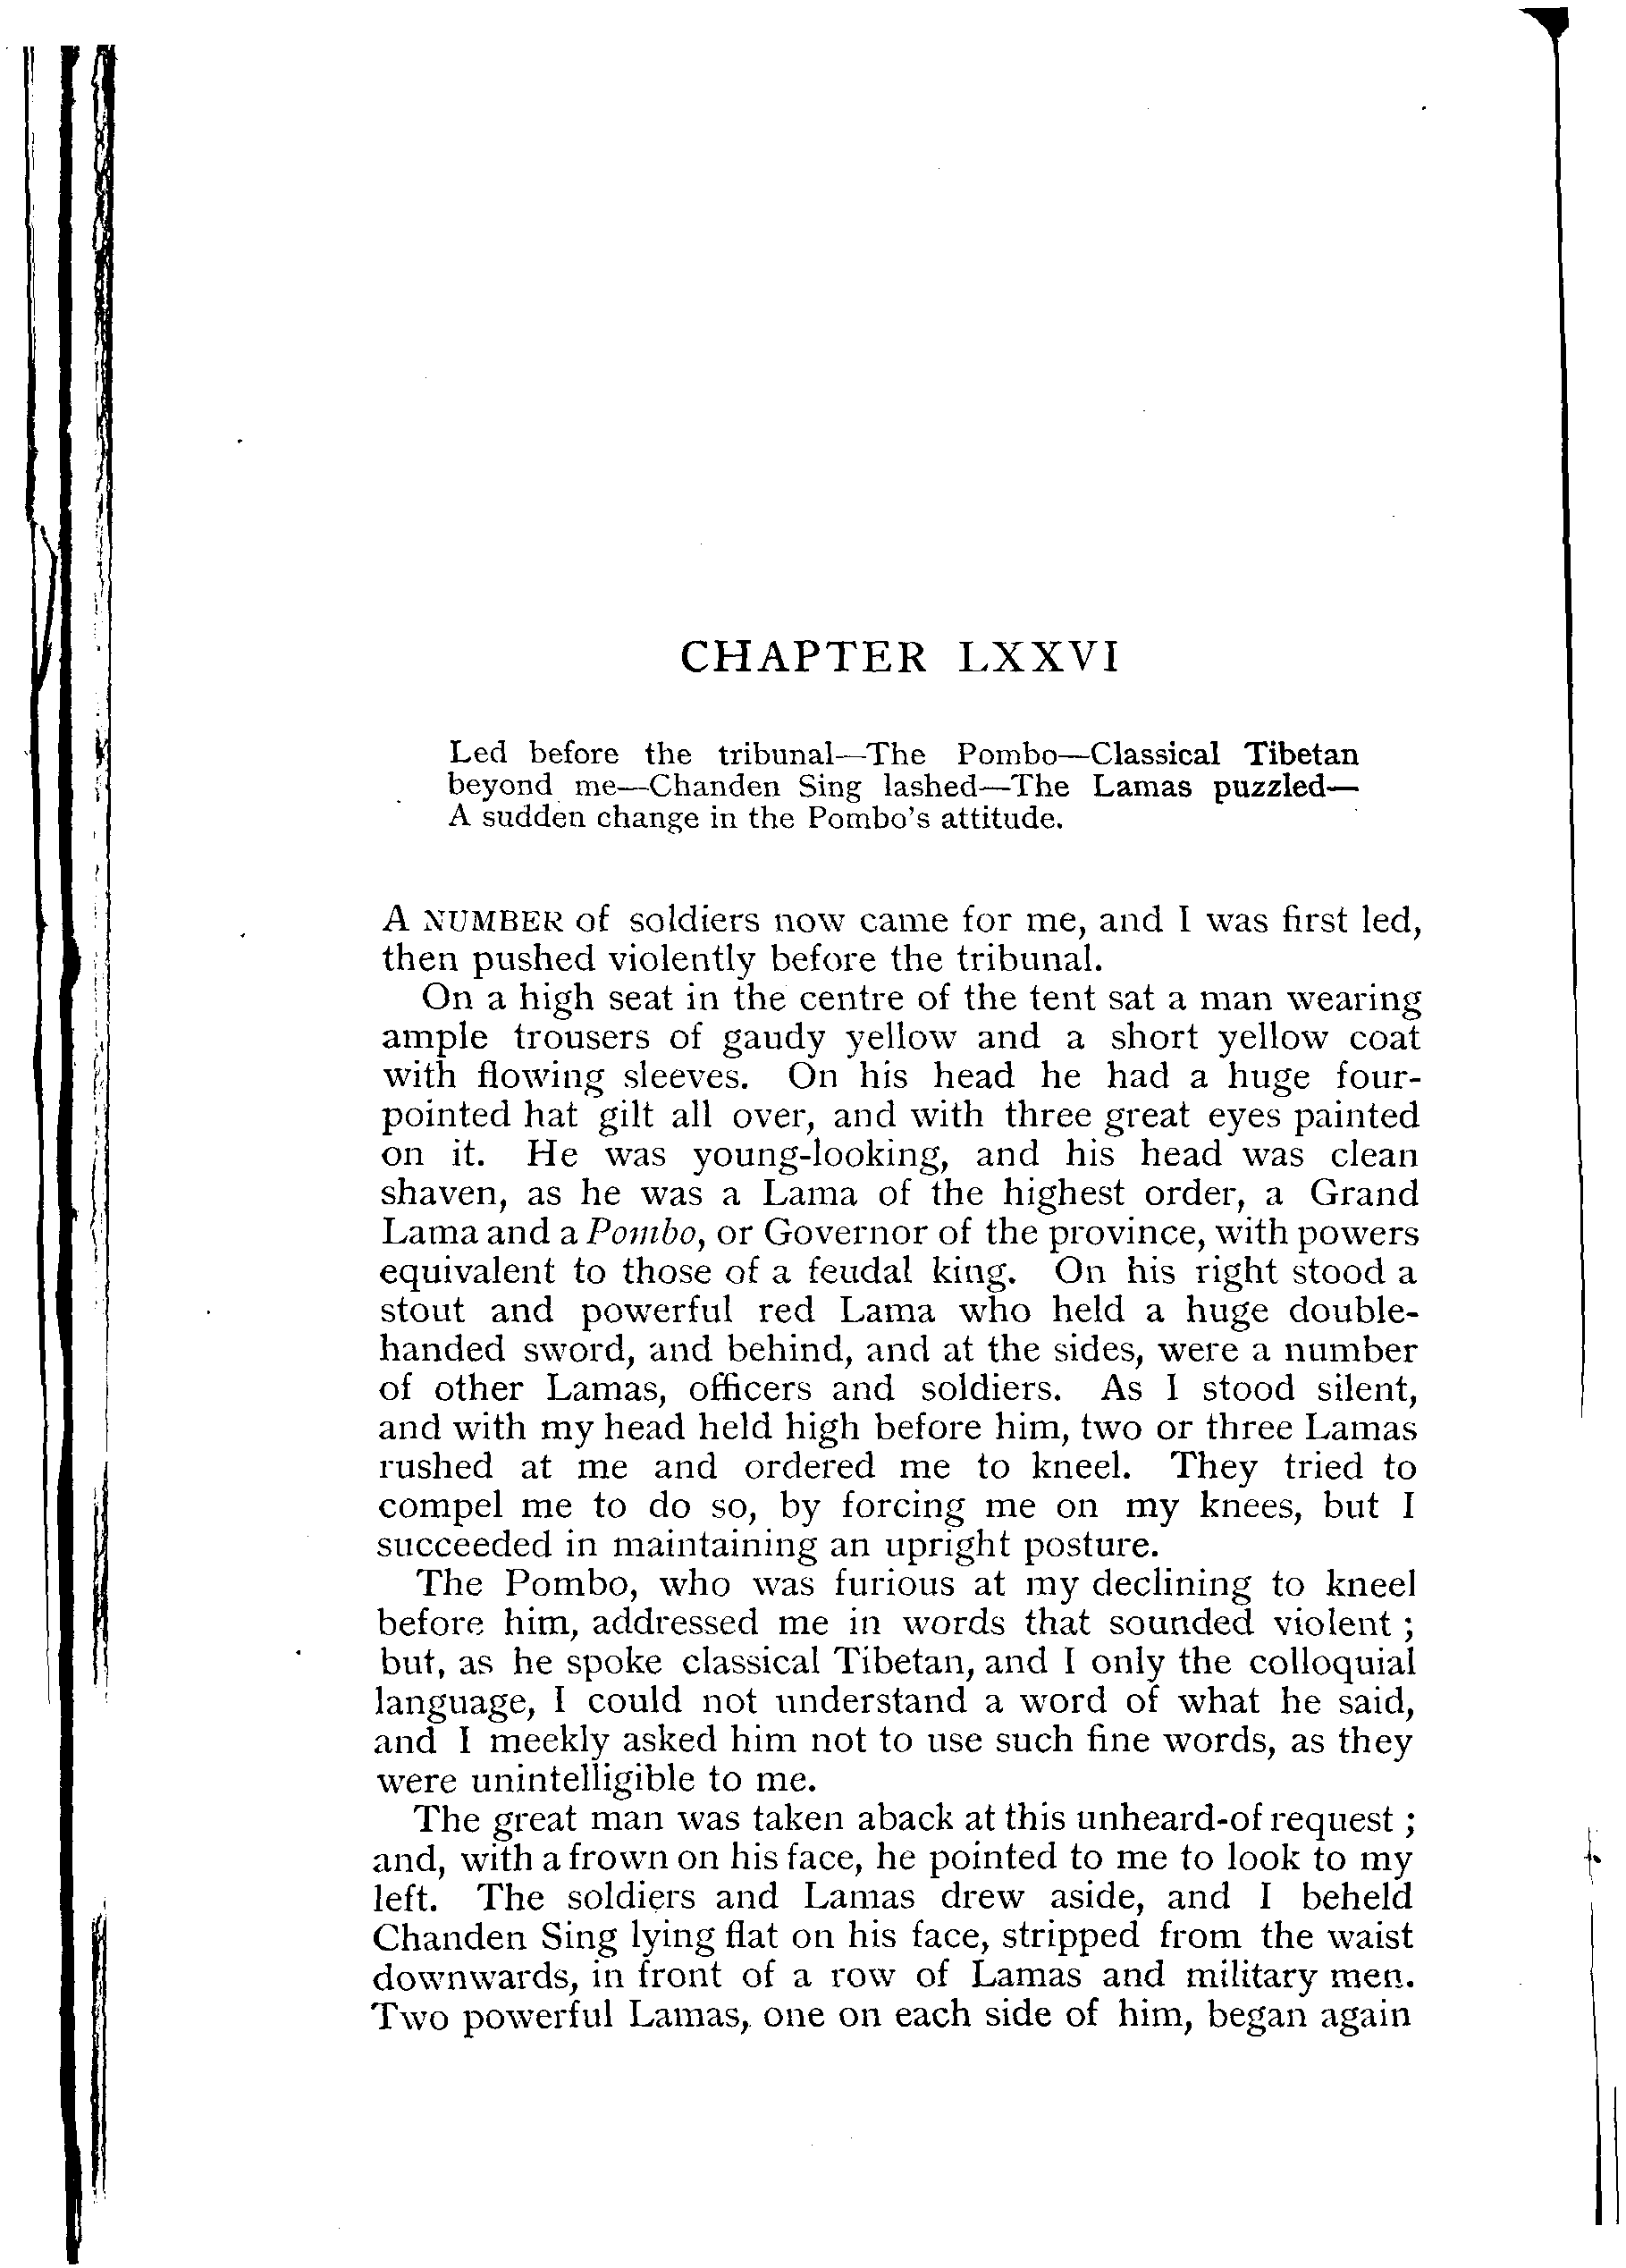 CHAPTER LXXVI
Led before the tribunal—The Pombo—Classical Tibetan
beyond me—Chanden Sing lashed—The Lamas puzzled—
A sudden change in the Pombo's attitude.
A NUMBER of soldiers now came for me, and I was first led,
then pushed violently before the tribunal.
On a high seat in the centre of the tent sat a man wearing
ample trousers of gaudy yellow and a short yellow coat
with flowing sleeves. On his head he had a huge four-
pointed hat gilt all over, and with three great eyes painted
on it. He was young-looking, and his head was clean
shaven, as he was a Lama of the highest order, a Grand
Lama and a Pombo, or Governor of the province, with powers
equivalent to those of a feudal king. On his right stood a
stout and powerful red Lama who held a huge double-
handed sword, and behind, and at the sides, were a number
of other Lamas, officers and soldiers. As I stood silent,
and with my head held high before him, two or three Lamas
rushed at me and ordered me to kneel. They tried to
compel me to do so, by forcing me on my knees, but I
succeeded in maintaining an upright posture.
The Pombo, who was furious at my declining to kneel
before him, addressed me in words that sounded violent ;
but, as he spoke classical Tibetan, and I only the colloquial
language, I could not understand a word of what he said,
and I meekly asked him not to use such fine words, as they
were unintelligible to me.
The great man was taken aback at this unheard-of request ;
and, with a frown on his face, he pointed to me to look to my
left. The soldiers and Lamas drew aside, and I beheld
Chanden Sing lying flat on his face, stripped from the waist
downwards, in front of a row of Lamas and military men.
Two powerful Lamas, one on each side of him, began again